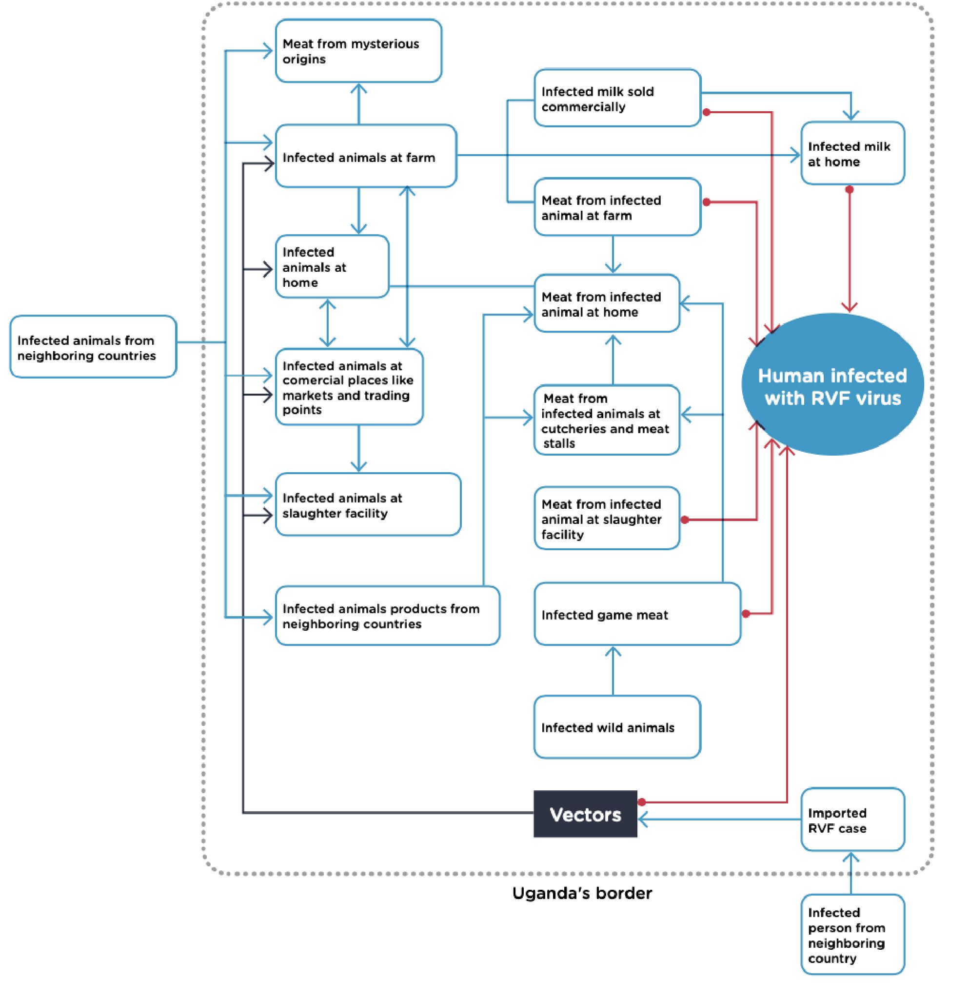 Meat from mysterious
origins
Infected milk sold
commercially
Infected animals at farm
Infected milk
at home
Meat from infected
animal at farm
Infected
animals at
home
Meat from infected
animal at home
Infected animals from
neighboring countries
Infected animals at
comercial places like
markets and trading
points
Human infected
with RVF virus
Meat from
infected animals at
cutcheries and meat
stalls
Infected animals at
slaughter facility
Meat from infected
animal at slaughter
facility
Infected animals products from
neighboring countries
Infected game meat
Infected wild animals
Vectors
Imported
RVF case
Uganda's border
Infected
person from
neighboring
country